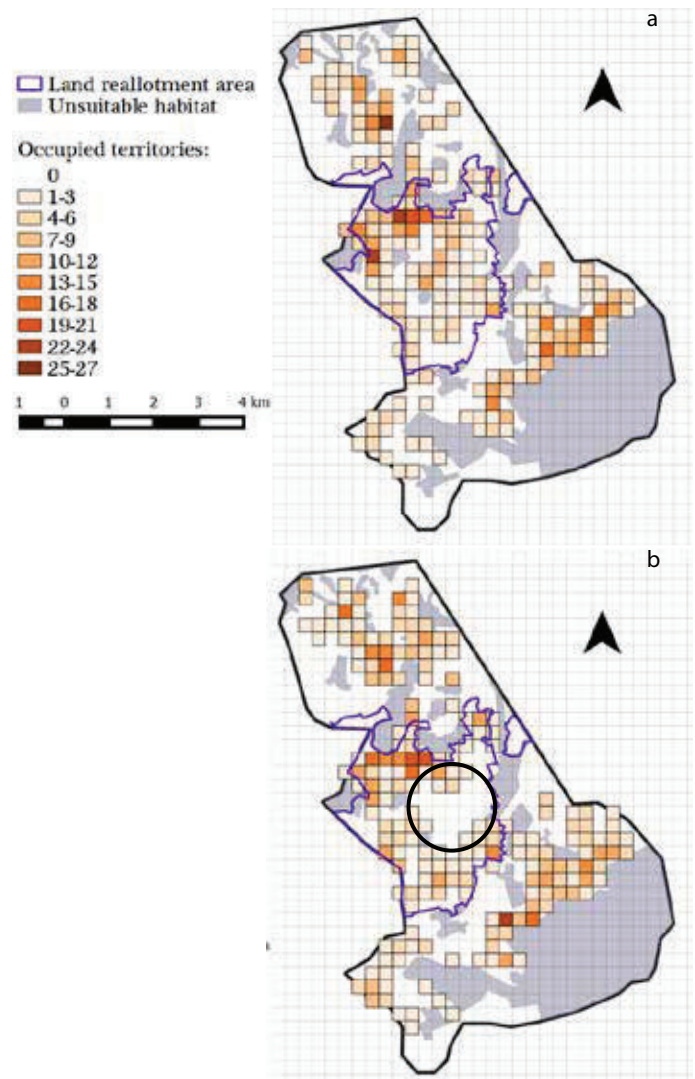 a
Land reallotment area
Unsuitable habitat
Occupied territories:
0
1-3
4-6
7-9
10-12
13-15
16-18
19-21
22-24
25-27
1 0 1 2 3 4 km
b